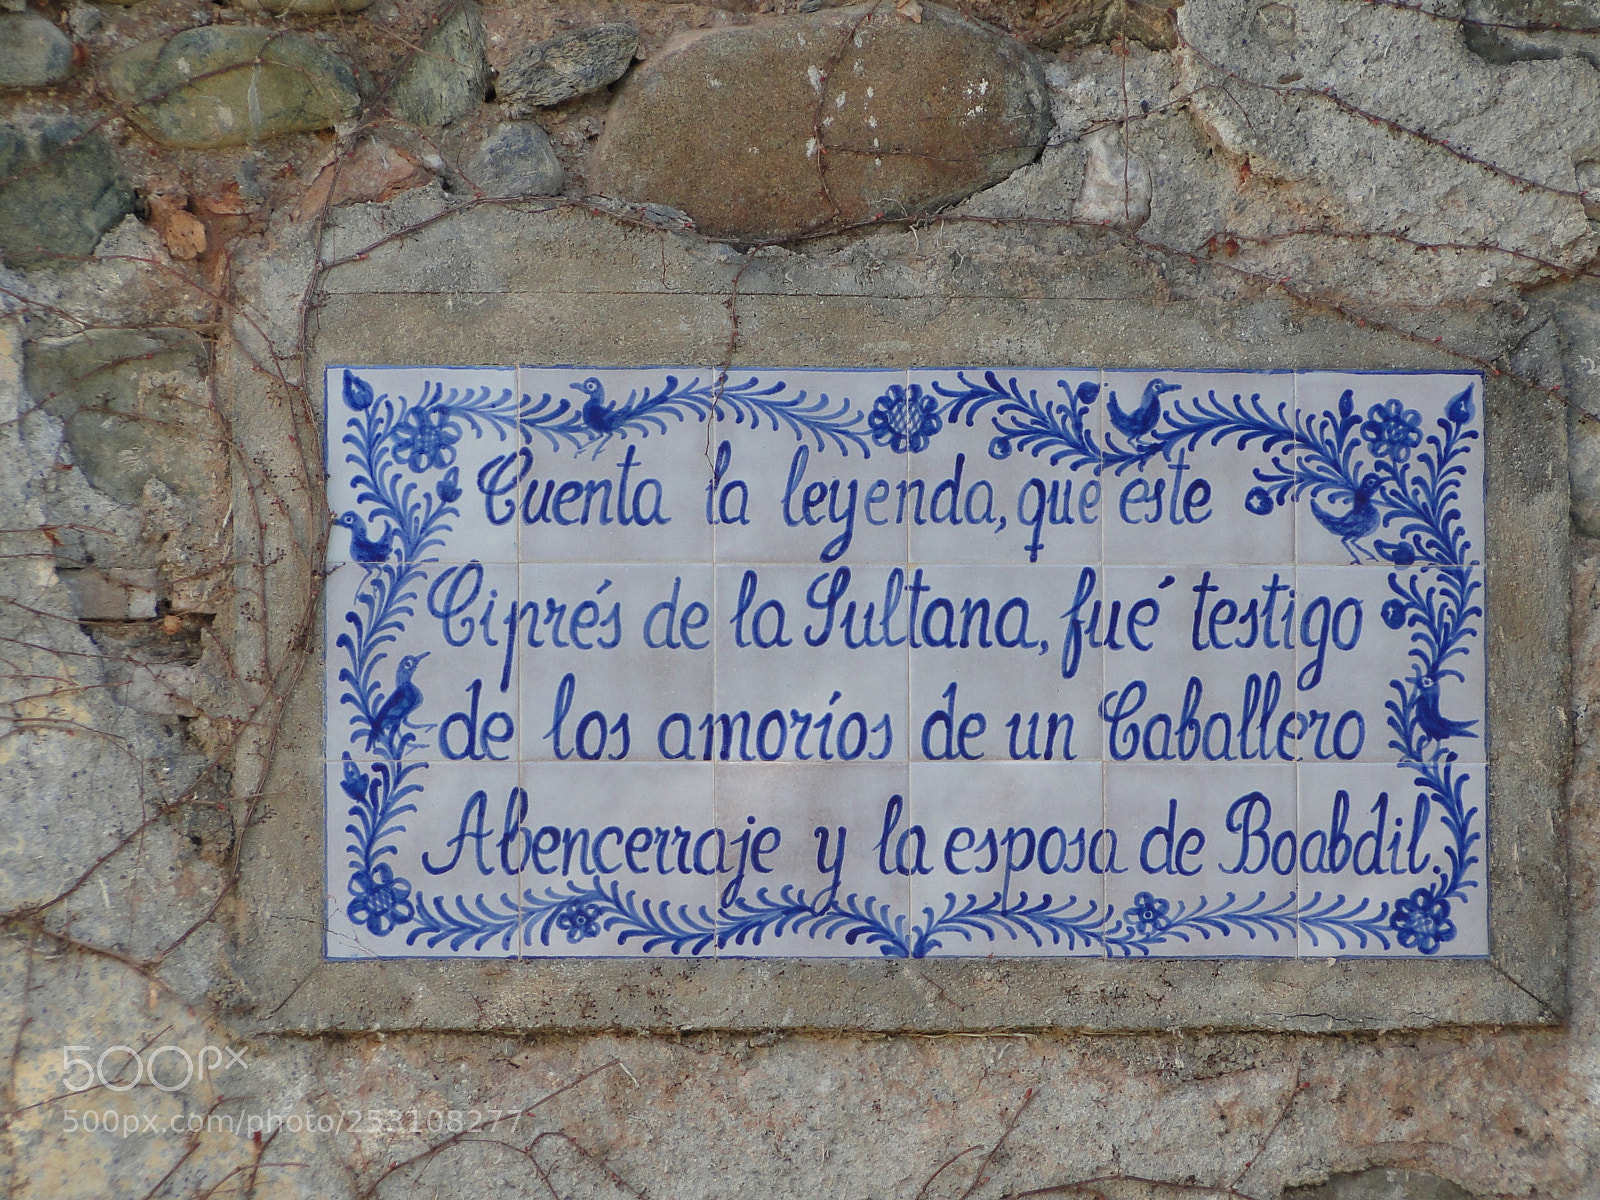 Cuenta la leyenda, que este
Ciprés de la Sultana, fué testigo
de los amoríos de un Caballero
Abencerraje y la esposa de Boabdil.
500px
500px.com/photo/253108277